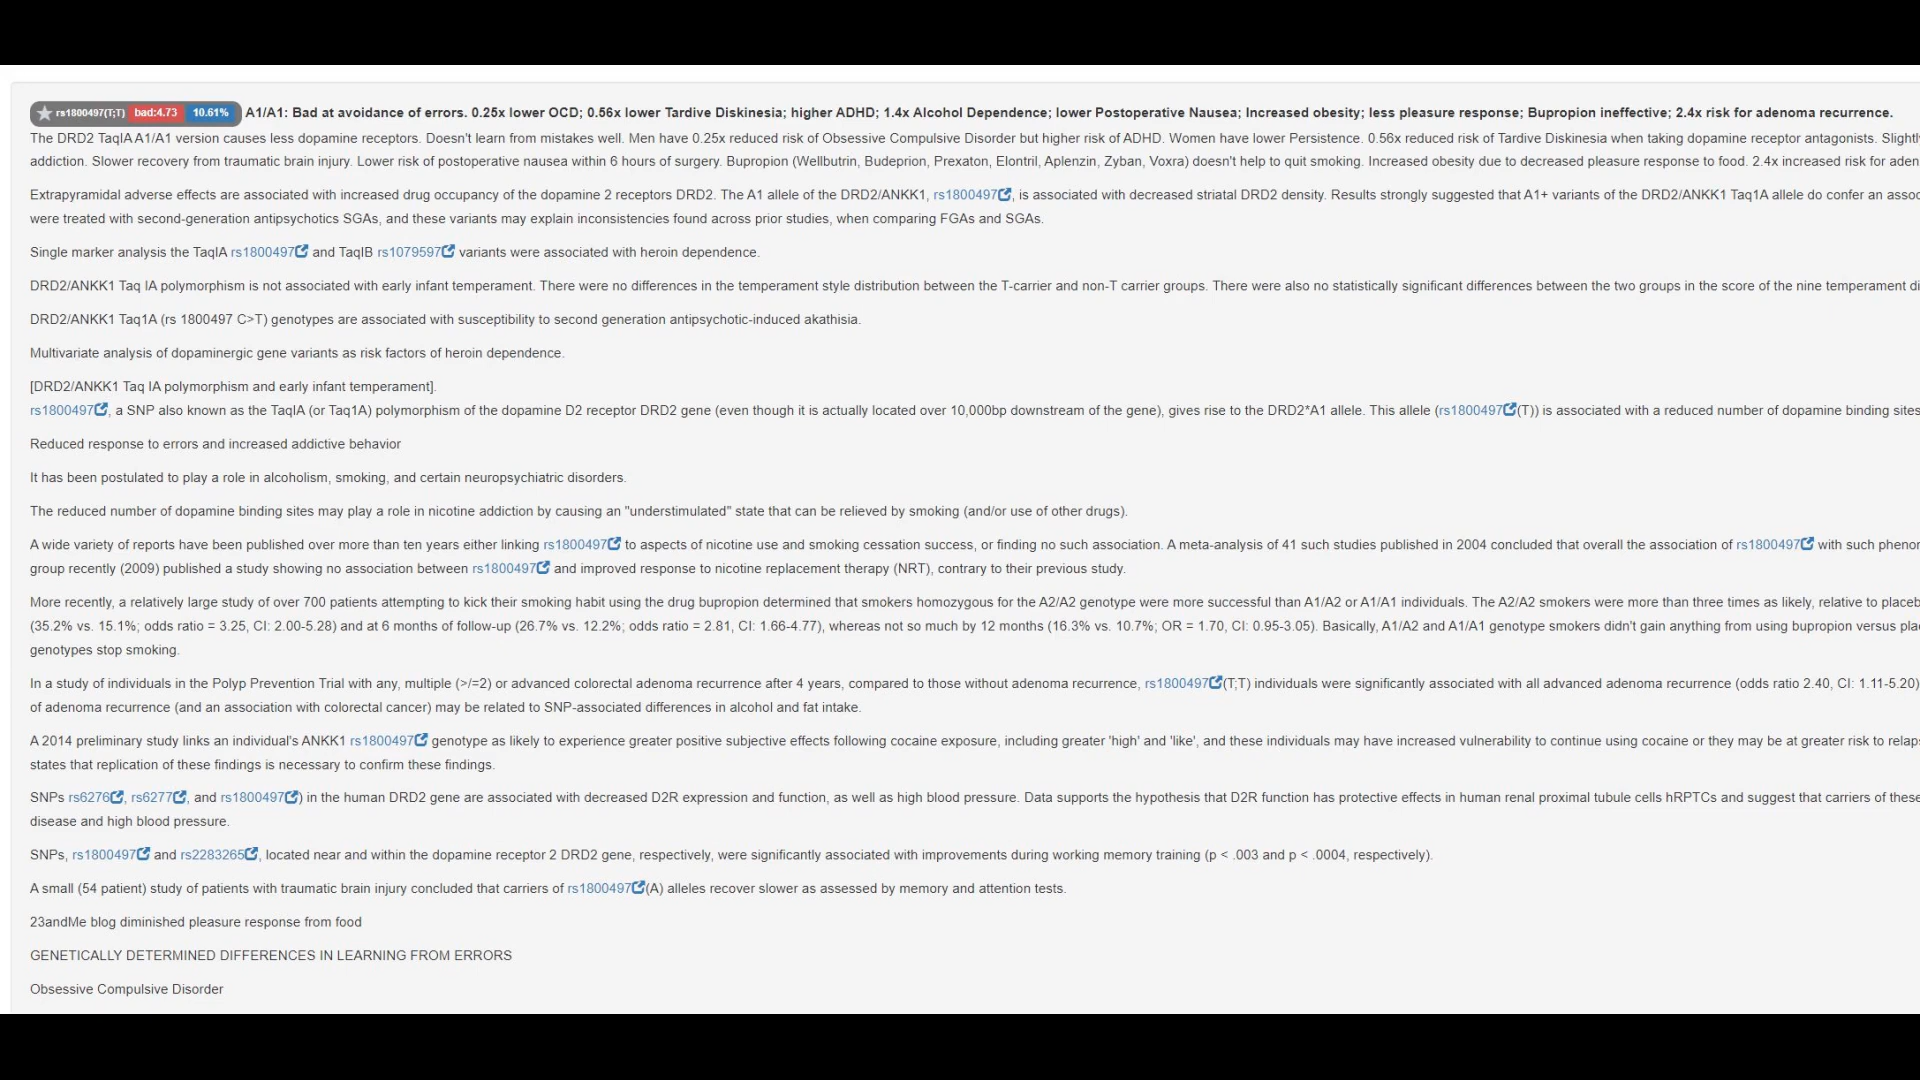 rs1800497(T;T) bad:4.73 10.61% A1/A1: Bad at avoidance of errors. 0.25x lower OCD; 0.56x lower Tardive Diskinesia; higher ADHD; 1.4x Alcohol Dependence; lower Postoperative Nausea; Increased obesity; less pleasure response; Bupropion ineffective; 2.4x risk for adenoma recurrence.
The DRD2 TaqIA A1/A1 version causes less dopamine receptors. Doesn't learn from mistakes well. Men have 0.25x reduced risk of Obsessive Compulsive Disorder but higher risk of ADHD. Women have lower Persistence. 0.56x reduced risk of Tardive Diskinesia when taking dopamine receptor antagonists.
addiction. Slower recovery from traumatic brain injury. Lower risk of postoperative nausea within 6 hours of surgery. Bupropion (Wellbutrin, Budeprion, Prexaton, Elontril, Aplenzin, Zyban, Voxra) doesn't help to quit smoking. Increased obesity due to decreased pleasure response to food. 2.4x increased risk for
Extrapyramidal adverse effects are associated with increased drug occupancy of the dopamine 2 receptors DRD2. The A1 allele of the DRD2/ANKK1, rs1800497, is associated with decreased striatal DRD2 density. Results strongly suggested that A1+ variants of the DRD2/ANKK1 Taq1A allele do confer an
were treated with second-generation antipsychotics SGAs, and these variants may explain inconsistencies found across prior studies, when comparing FGAs and SGAs.
Single marker analysis the TaqIA rs1800497 and TaqIB rs1079597 variants were associated with heroin dependence.
DRD2/ANKK1 Taq IA polymorphism is not associated with early infant temperament. There were no differences in the temperament style distribution between the T-carrier and non-T carrier groups. There were also no statistically significant differences between the two groups in the score of the nine temperament
DRD2/ANKK1 Taq1A (rs 1800497 C>T) genotypes are associated with susceptibility to second generation antipsychotic-induced akathisia.
Multivariate analysis of dopaminergic gene variants as risk factors of heroin dependence.
[DRD2/ANKK1 Taq IA polymorphism and early infant temperament].
rs1800497, a SNP also known as the TaqIA (or Taq1A) polymorphism of the dopamine D2 receptor DRD2 gene (even though it is actually located over 10,000bp downstream of the gene), gives rise to the DRD2*A1 allele. This allele (rs1800497(T)) is associated with a reduced number of dopamine binding sites
Reduced response to errors and increased addictive behavior
It has been postulated to play a role in alcoholism, smoking, and certain neuropsychiatric disorders.
The reduced number of dopamine binding sites may play a role in nicotine addiction by causing an "understimulated" state that can be relieved by smoking (and/or use of other drugs).
A wide variety of reports have been published over more than ten years either linking rs1800497 to aspects of nicotine use and smoking cessation success, or finding no such association. A meta-analysis of 41 such studies published in 2004 concluded that overall the association of rs1800497 with such
group recently (2009) published a study showing no association between rs1800497 and improved response to nicotine replacement therapy (NRT), contrary to their previous study.
More recently, a relatively large study of over 700 patients attempting to kick their smoking habit using the drug bupropion determined that smokers homozygous for the A2/A2 genotype were more successful than A1/A2 or A1/A1 individuals. The A2/A2 smokers were more than three times as likely, relative to
(35.2% vs. 15.1%; odds ratio = 3.25, CI: 2.00-5.28) and at 6 months of follow-up (26.7% vs. 12.2%; odds ratio = 2.81, CI: 1.66-4.77), whereas not so much by 12 months (16.3% vs. 10.7%; OR = 1.70, CI: 0.95-3.05). Basically, A1/A2 and A1/A1 genotype smokers didn't gain anything from using bupropion versus
genotypes stop smoking.
In a study of individuals in the Polyp Prevention Trial with any, multiple (>/=2) or advanced colorectal adenoma recurrence after 4 years, compared to those without adenoma recurrence, rs1800497(T;T) individuals were significantly associated with all advanced adenoma recurrence (odds ratio 2.40, CI: 1.11-5.20)
of adenoma recurrence (and an association with colorectal cancer) may be related to SNP-associated differences in alcohol and fat intake.
A 2014 preliminary study links an individual's ANKK1 rs1800497 genotype as likely to experience greater positive subjective effects following cocaine exposure, including greater 'high' and 'like', and these individuals may have increased vulnerability to continue using cocaine or they may be at greater risk to
states that replication of these findings is necessary to confirm these findings.
SNPs rs6276, rs6277, and rs1800497) in the human DRD2 gene are associated with decreased D2R expression and function, as well as high blood pressure. Data supports the hypothesis that D2R function has protective effects in human renal proximal tubule cells hRPTCs and suggest that carriers of these
disease and high blood pressure.
SNPs, rs1800497 and rs2283265, located near and within the dopamine receptor 2 DRD2 gene, respectively, were significantly associated with improvements during working memory training (p < .003 and p < .0004, respectively).
A small (54 patient) study of patients with traumatic brain injury concluded that carriers of rs1800497(A) alleles recover slower as assessed by memory and attention tests.
23andMe blog diminished pleasure response from food
GENETICALLY DETERMINED DIFFERENCES IN LEARNING FROM ERRORS
Obsessive Compulsive Disorder